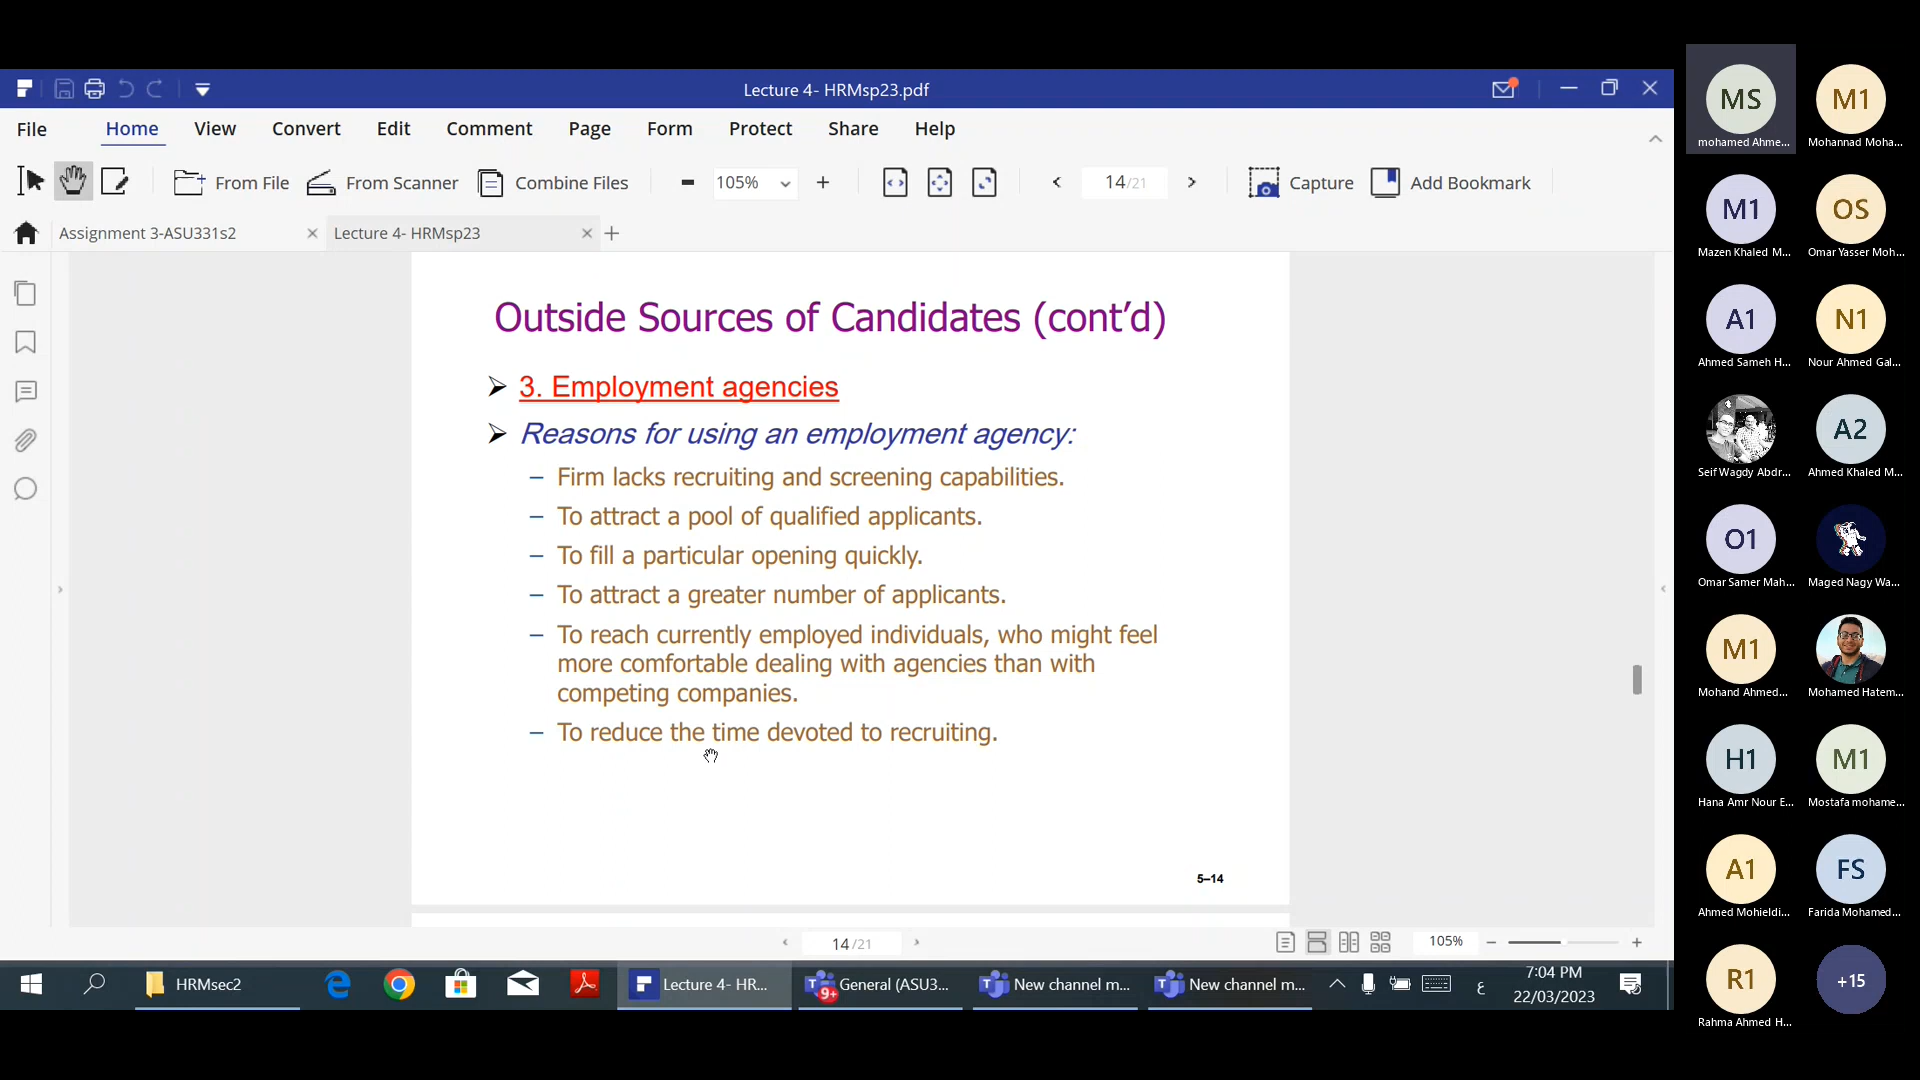 Lecture 4- HRMsp23.pdf
File Home View Convert Edit Comment Page Form Protect Share Help
From File From Scanner Combine Files 105% 14/21 Capture Add Bookmark
Assignment 3-ASU331s2 Lecture 4- HRMsp23
Outside Sources of Candidates (cont’d)
3. Employment agencies
Reasons for using an employment agency:
– Firm lacks recruiting and screening capabilities.
– To attract a pool of qualified applicants.
– To fill a particular opening quickly.
– To attract a greater number of applicants.
– To reach currently employed individuals, who might feel
more comfortable dealing with agencies than with
competing companies.
– To reduce the time devoted to recruiting.
5–14
14/21 105%
HRMsec2 Lecture 4- HR... 9+ General (ASU3... New channel m... New channel m... ع 7:04 PM
22/03/2023
MS M1
mohamed Ahme... Mohannad Moha...
M1 OS
Mazen Khaled M... Omar Yasser Moh...
A1 N1
Ahmed Sameh H... Nour Ahmed Gal...
A2
Seif Wagdy Abdr... Ahmed Khaled M...
O1
Omar Samer Mah... Maged Nagy Wa...
M1
Mohand Ahmed... Mohamed Hatem...
H1 M1
Hana Amr Nour E... Mostafa mohame...
A1 FS
Ahmed Mohieldi... Farida Mohamed...
R1 +15
Rahma Ahmed H...